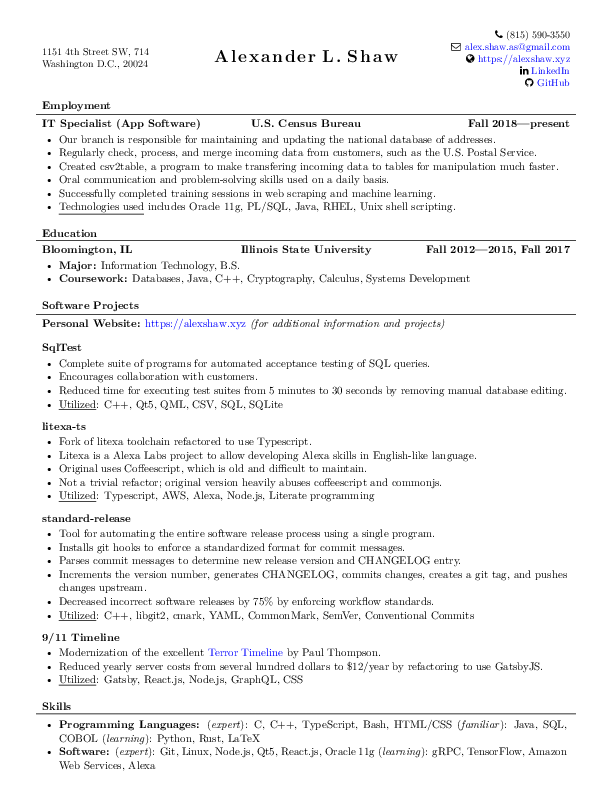 1151 4th Street SW, 714
Washington D.C., 20024
Alexander L. Shaw
(815) 590-3550
alex.shaw.as@gmail.com
https://alexshaw.xyz
LinkedIn
GitHub
Employment
IT Specialist (App Software) U.S. Census Bureau Fall 2018—present
• Our branch is responsible for maintaining and updating the national database of addresses.
• Regularly check, process, and merge incoming data from customers, such as the U.S. Postal Service.
• Created csv2table, a program to make transfering incoming data to tables for manipulation much faster.
• Oral communication and problem-solving skills used on a daily basis.
• Successfully completed training sessions in web scraping and machine learning.
• Technologies used includes Oracle 11g, PL/SQL, Java, RHEL, Unix shell scripting.
Education
Bloomington, IL Illinois State University Fall 2012—2015, Fall 2017
• Major: Information Technology, B.S.
• Coursework: Databases, Java, C++, Cryptography, Calculus, Systems Development
Software Projects
Personal Website: https://alexshaw.xyz (for additional information and projects)
SqlTest
• Complete suite of programs for automated acceptance testing of SQL queries.
• Encourages collaboration with customers.
• Reduced time for executing test suites from 5 minutes to 30 seconds by removing manual database editing.
• Utilized: C++, Qt5, QML, CSV, SQL, SQLite
litexa-ts
• Fork of litexa toolchain refactored to use Typescript.
• Litexa is a Alexa Labs project to allow developing Alexa skills in English-like language.
• Original uses Coffeescript, which is old and difficult to maintain.
• Not a trivial refactor; original version heavily abuses coffeescript and commonjs.
• Utilized: Typescript, AWS, Alexa, Node.js, Literate programming
standard-release
• Tool for automating the entire software release process using a single program.
• Installs git hooks to enforce a standardized format for commit messages.
• Parses commit messages to determine new release version and CHANGELOG entry.
• Increments the version number, generates CHANGELOG, commits changes, creates a git tag, and pushes
changes upstream.
• Decreased incorrect software releases by 75% by enforcing workflow standards.
• Utilized: C++, libgit2, cmark, YAML, CommonMark, SemVer, Conventional Commits
9/11 Timeline
• Modernization of the excellent Terror Timeline by Paul Thompson.
• Reduced yearly server costs from several hundred dollars to $12/year by refactoring to use GatsbyJS.
• Utilized: Gatsby, React.js, Node.js, GraphQL, CSS
Skills
• Programming Languages: (expert): C, C++, TypeScript, Bash, HTML/CSS (familiar): Java, SQL,
COBOL (learning): Python, Rust, LaTeX
• Software: (expert): Git, Linux, Node.js, Qt5, React.js, Oracle 11g (learning): gRPC, TensorFlow, Amazon
Web Services, Alexa